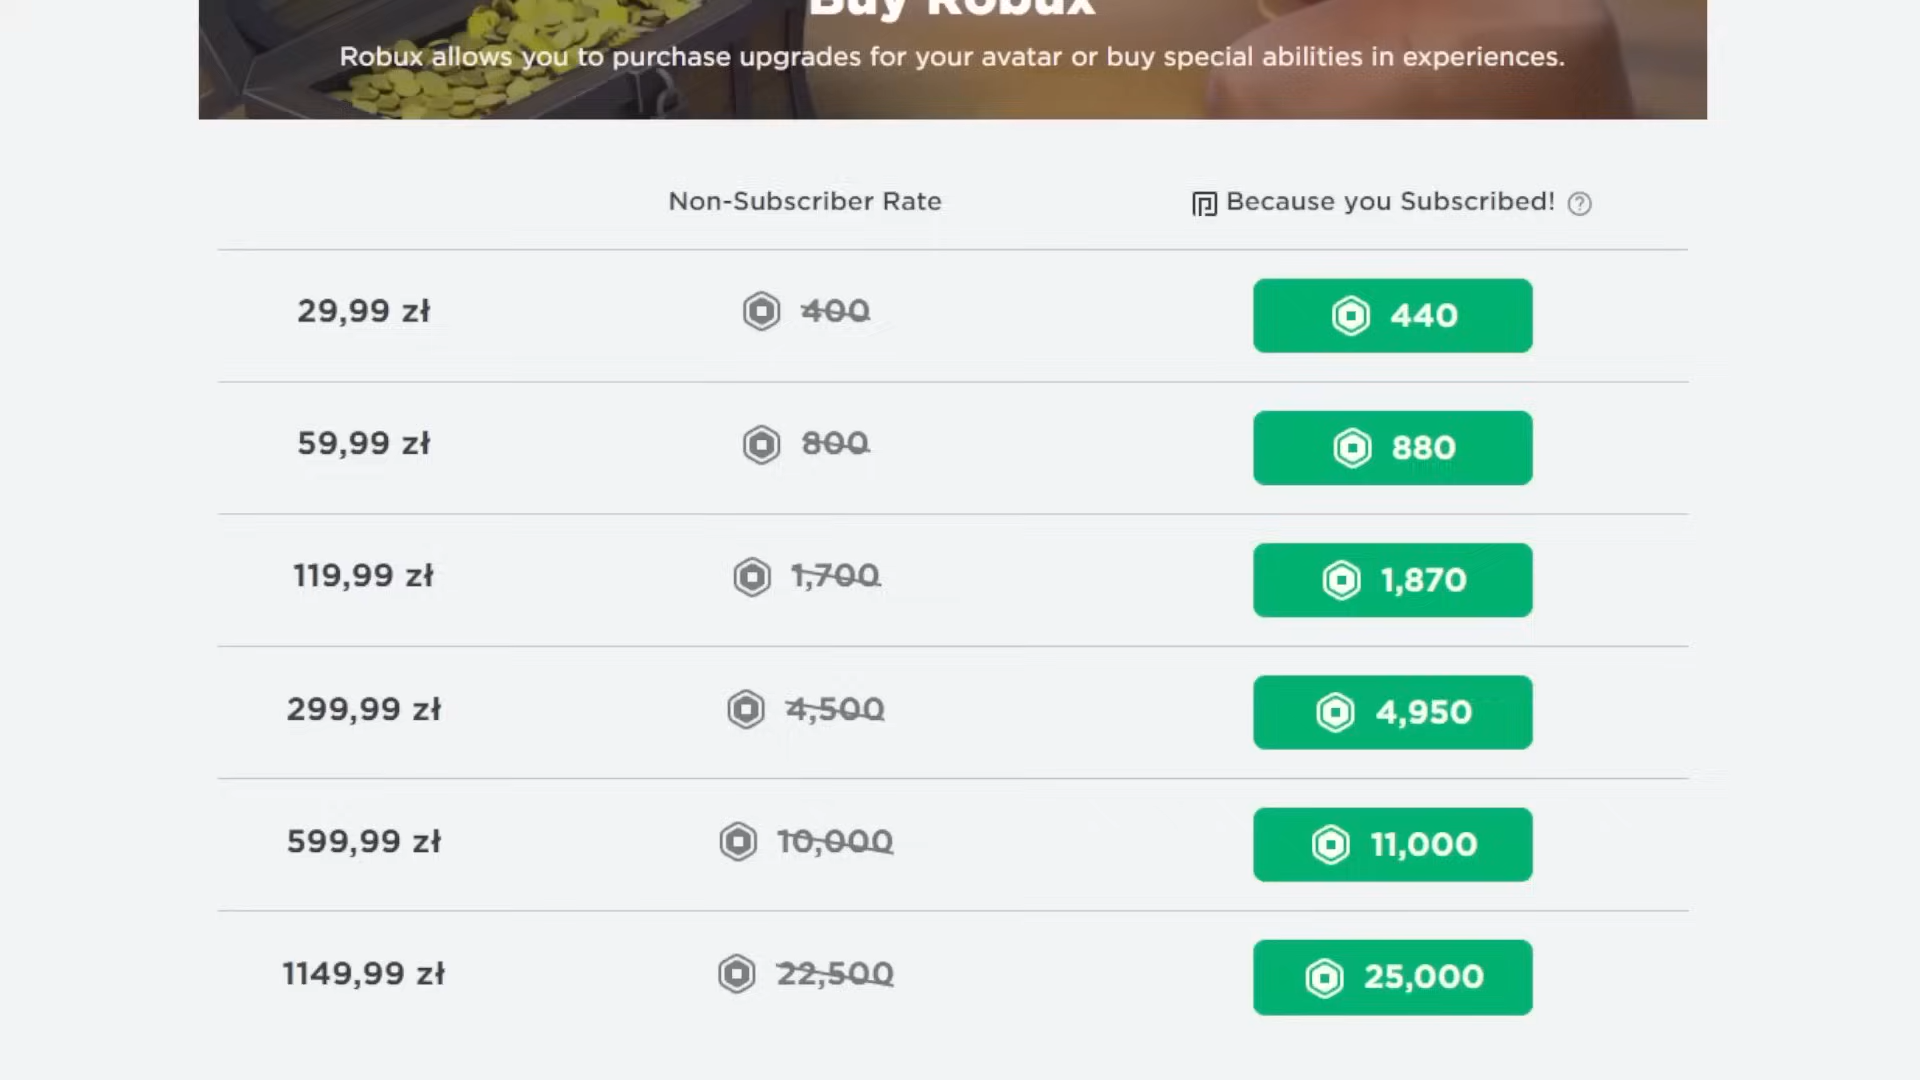 Buy Robux
Robux allows you to purchase upgrades for your avatar or buy special abilities in experiences.
Non-Subscriber Rate
Because you Subscribed! ?
29,99 zł 400 440
59,99 zł 800 880
119,99 zł 1,700 1,870
299,99 zł 4,500 4,950
599,99 zł 10,000 11,000
1149,99 zł 22,500 25,000